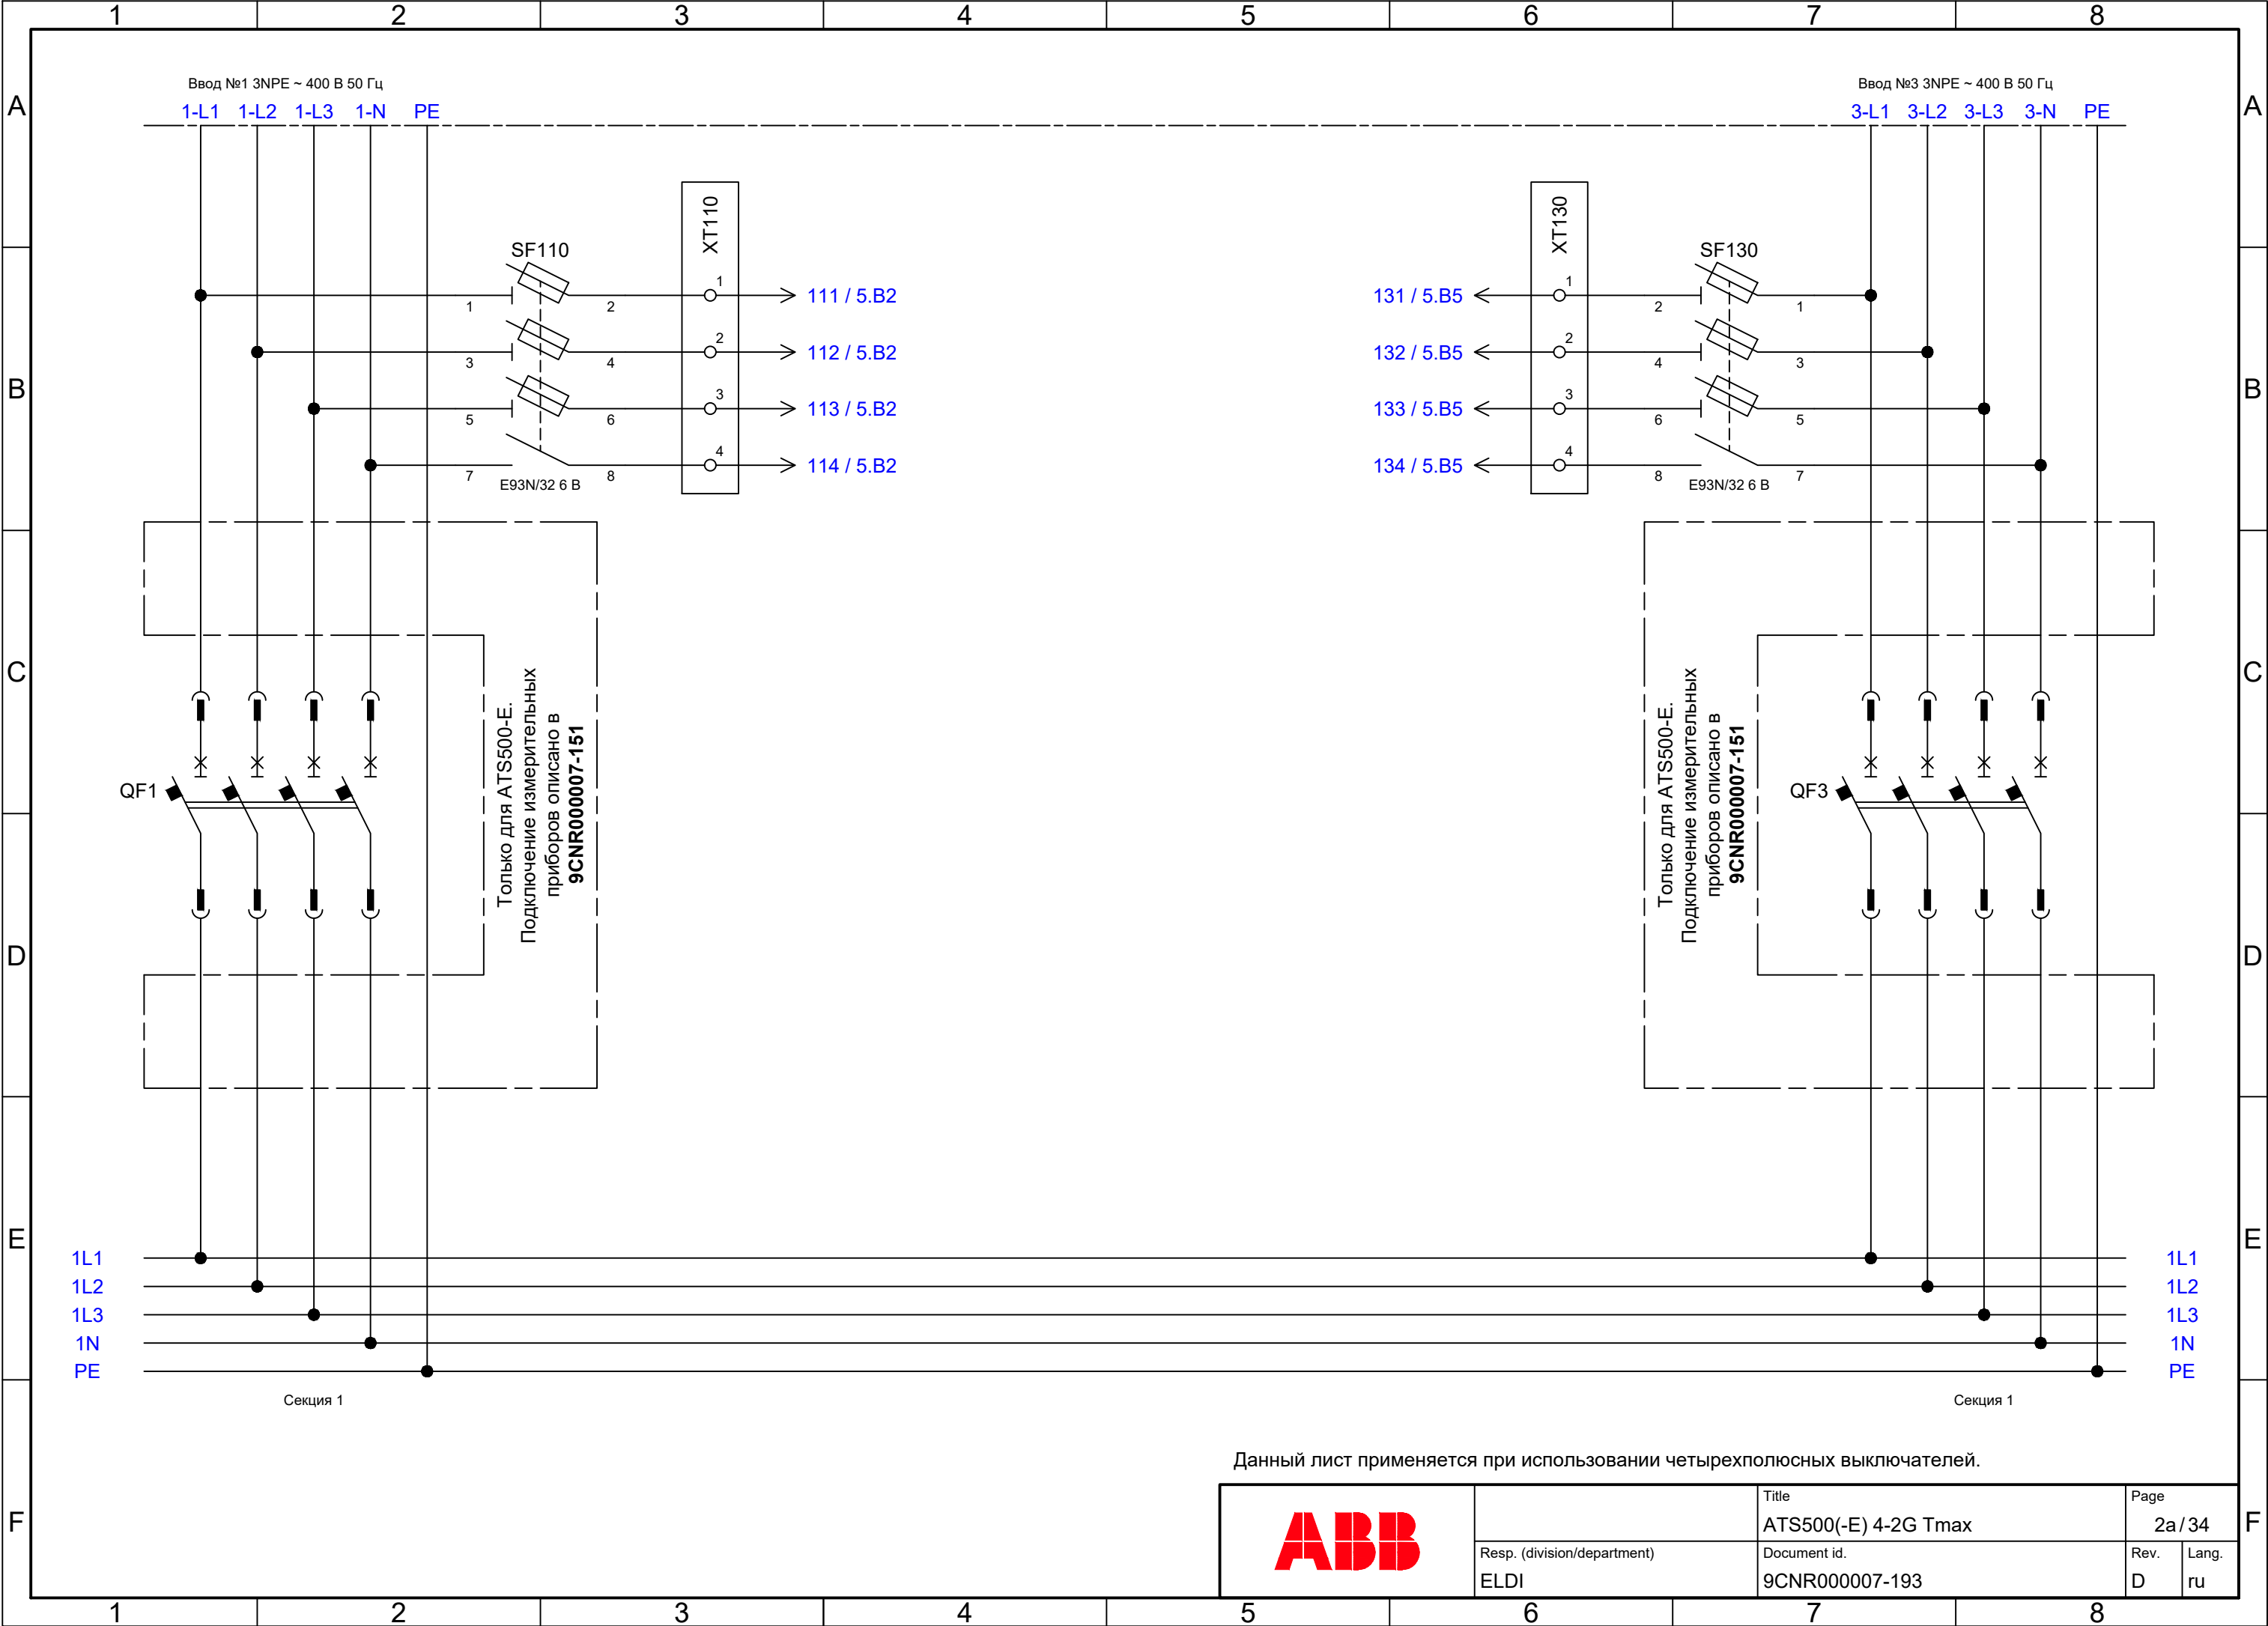 1 2 3 4 5 6 7 8
A A
Ввод №1 3NPE ~ 400 В 50 Гц
1-L1 1-L2 1-L3 1-N PE
Ввод №3 3NPE ~ 400 В 50 Гц
3-L1 3-L2 3-L3 3-N PE
XT110
SF110
1 2 1 111 / 5.B2
3 4 2 112 / 5.B2
5 6 3 113 / 5.B2
7 8 4 114 / 5.B2
E93N/32 6 В
XT130
SF130
131 / 5.B5 1 2 1
132 / 5.B5 2 4 3
133 / 5.B5 3 6 5
134 / 5.B5 4 8 7
E93N/32 6 В
B B
C C
QF1
Только для ATS500-E.
Подключение измерительных
приборов описано в
9CNR000007-151
Только для ATS500-E.
Подключение измерительных
приборов описано в
9CNR000007-151
QF3
D D
E E
1L1 1L1
1L2 1L2
1L3 1L3
1N 1N
PE PE
Секция 1 Секция 1
Данный лист применяется при использовании четырехполюсных выключателей.
F F
ABB
Title
ATS500(-E) 4-2G Tmax
Page
2a / 34
Resp. (division/department)
ELDI
Document id.
9CNR000007-193
Rev.
D
Lang.
ru
1 2 3 4 5 6 7 8